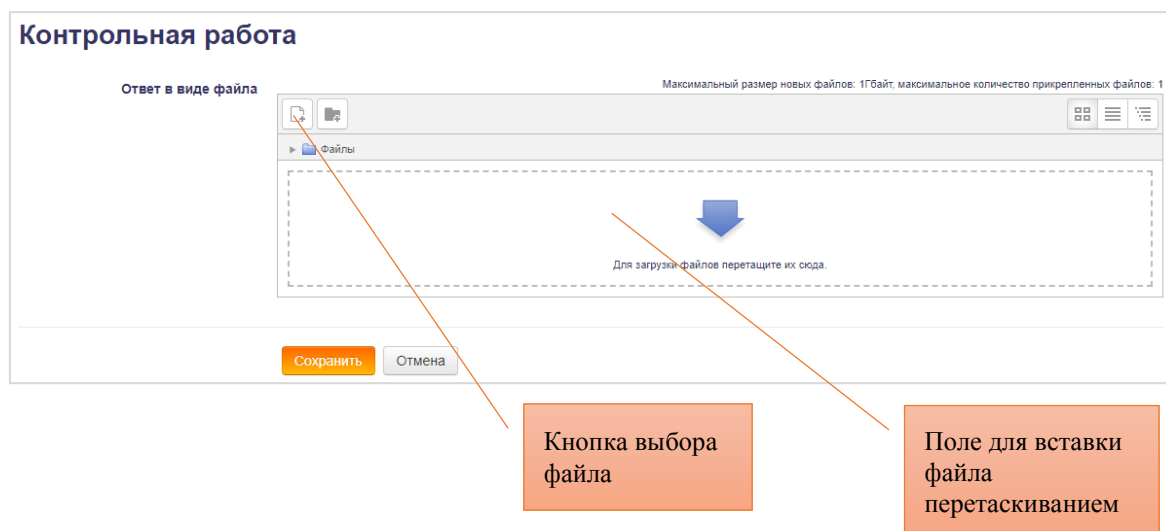 Контрольная работа
Ответ в виде файла
Максимальный размер новых файлов: 1Гбайт, максимальное количество прикрепленных файлов: 1
Файлы
Для загрузки файлов перетащите их сюда.
Сохранить
Отмена
Кнопка выбора
файла
Поле для вставки
файла
перетаскиванием